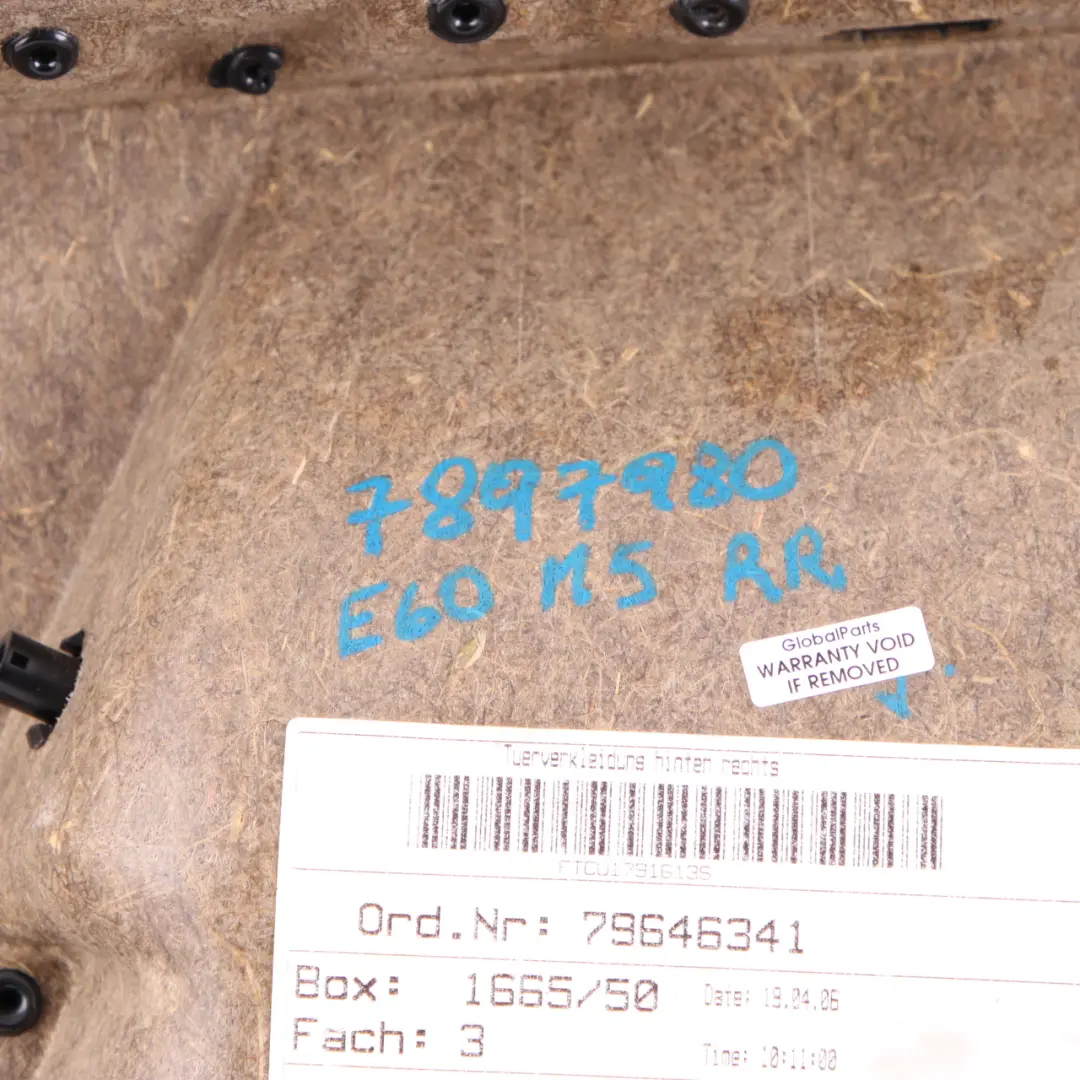 7897980
E60 M5 RR
GlobalParts
WARRANTY VOID
IF REMOVED
Tuerverkleidung hinten rechts
Ord.Nr: 79646341
Box: 1665/50
Date: 19.04.06
Fach: 3
Time: 10:11:00